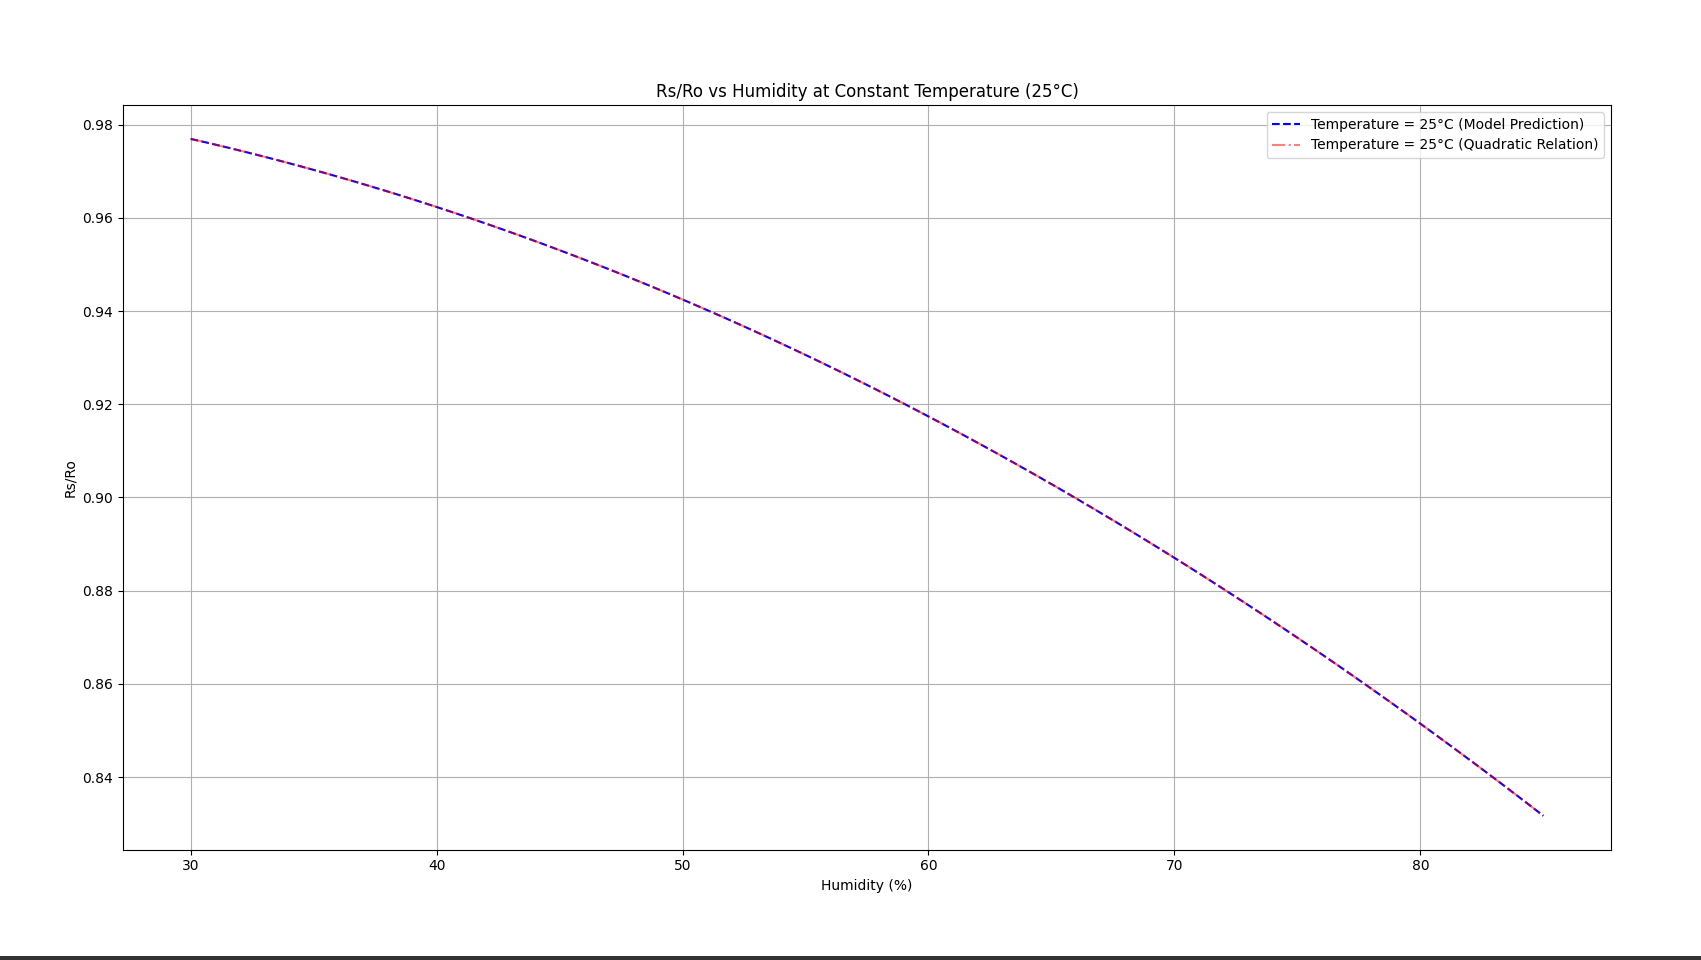 Rs/Ro vs Humidity at Constant Temperature (25°C)
Temperature = 25°C (Model Prediction)
Temperature = 25°C (Quadratic Relation)
0.98
0.96
0.94
0.92
0.90
0.88
0.86
0.84
Rs/Ro
30 40 50 60 70 80
Humidity (%)